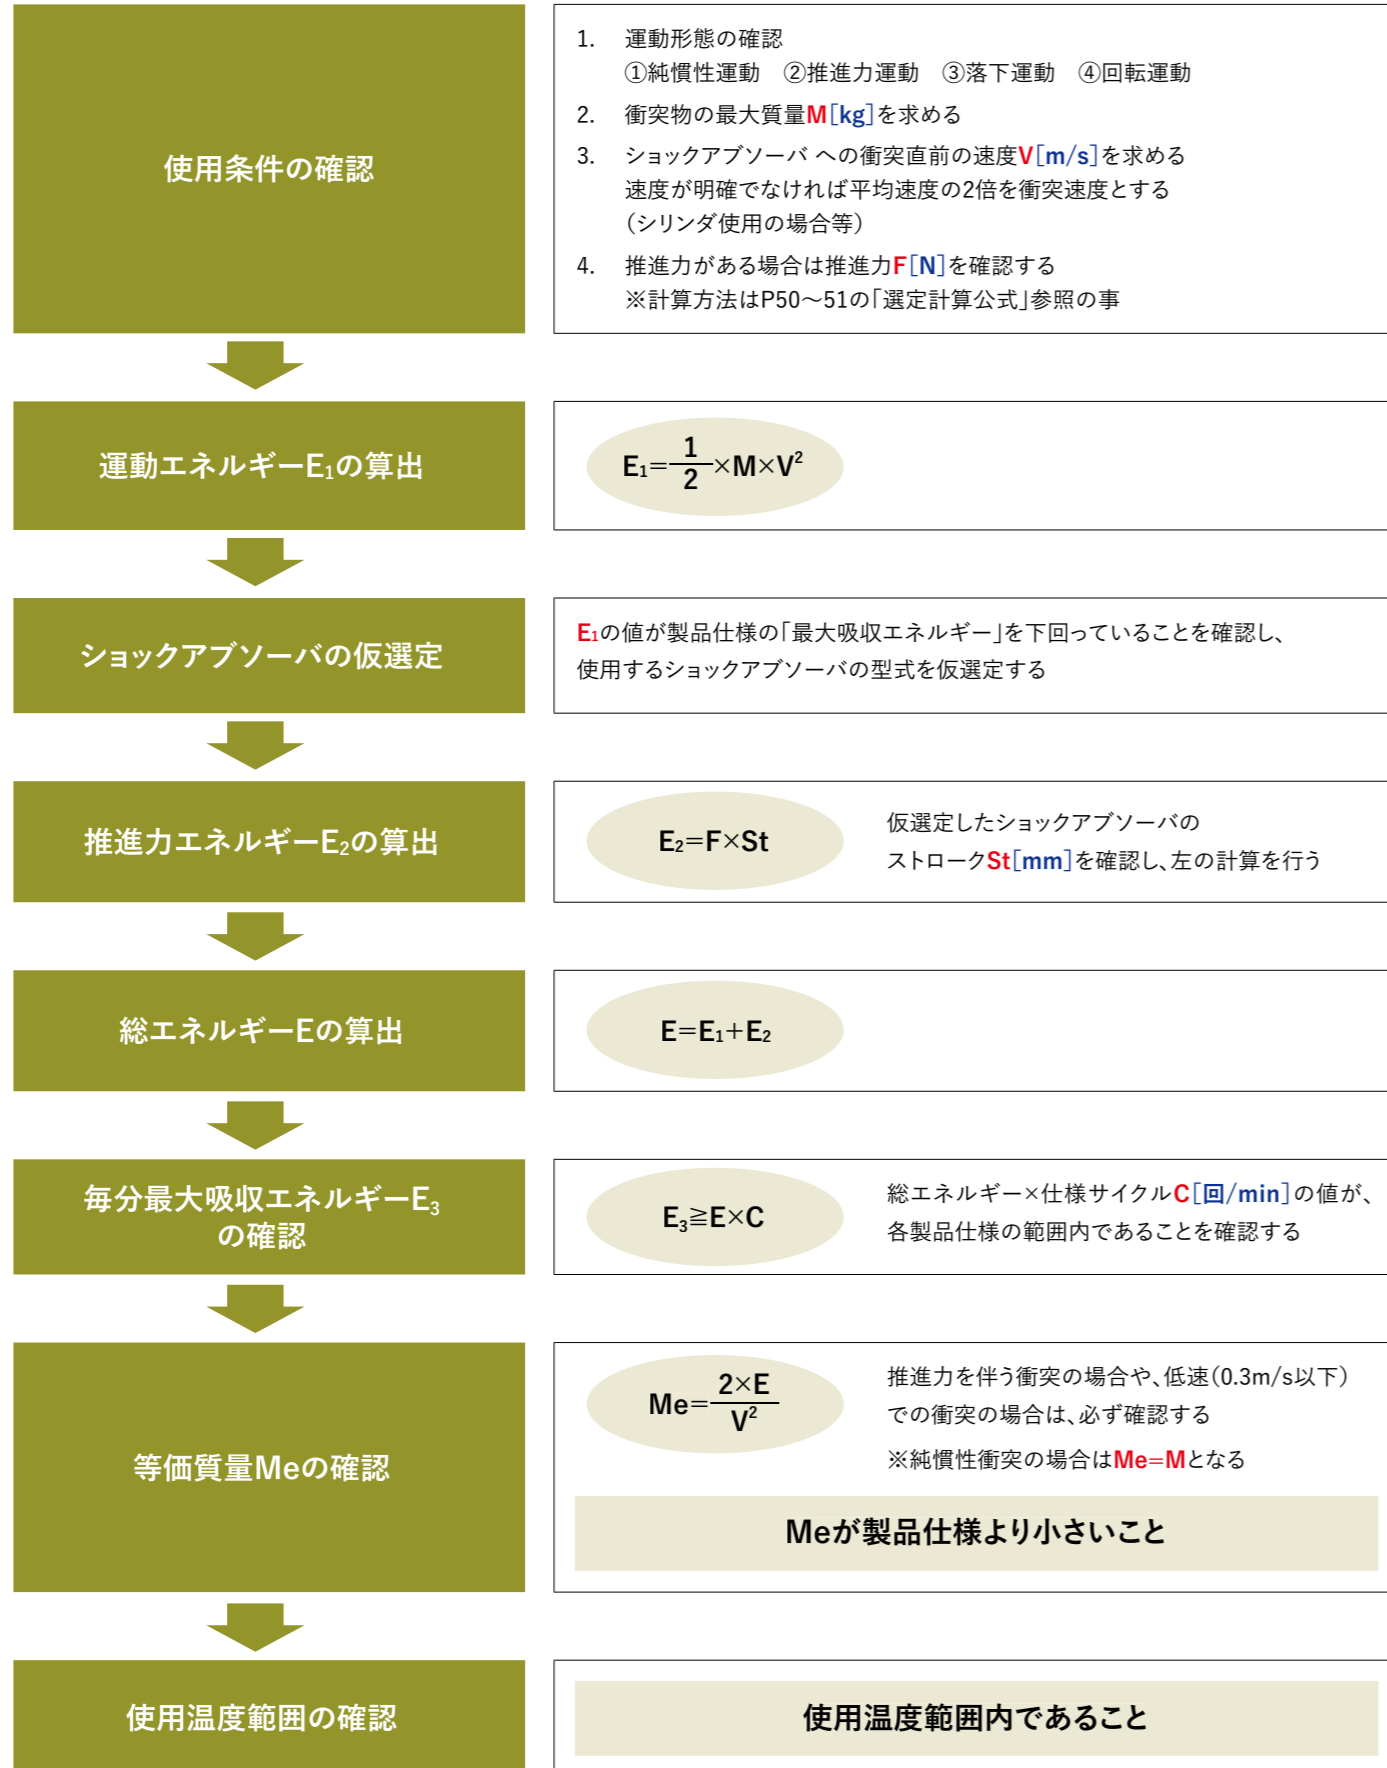 使用条件の確認
1. 運動形態の確認
①純慣性運動 ②推進力運動 ③落下運動 ④回転運動
2. 衝突物の最大質量M[kg]を求める
3. ショックアブソーバ への衝突直前の速度V[m/s]を求める
速度が明確でなければ平均速度の2倍を衝突速度とする
（シリンダ使用の場合等）
4. 推進力がある場合は推進力F[N]を確認する
※計算方法はP50～51の「選定計算公式」参照の事
運動エネルギーE₁の算出
E₁=1/2×M×V²
ショックアブソーバの仮選定
E₁の値が製品仕様の「最大吸収エネルギー」を下回っていることを確認し、
使用するショックアブソーバの型式を仮選定する
推進力エネルギーE₂の算出
E₂=F×St
仮選定したショックアブソーバの
ストロークSt[mm]を確認し、左の計算を行う
総エネルギーEの算出
E=E₁+E₂
毎分最大吸収エネルギーE₃
の確認
E₃≧E×C
総エネルギー×仕様サイクルC[回/min]の値が、
各製品仕様の範囲内であることを確認する
等価質量Meの確認
Me=2×E/V²
推進力を伴う衝突の場合や、低速（0.3m/s以下）
での衝突の場合は、必ず確認する
※純慣性衝突の場合はMe=Mとなる
Meが製品仕様より小さいこと
使用温度範囲の確認
使用温度範囲内であること